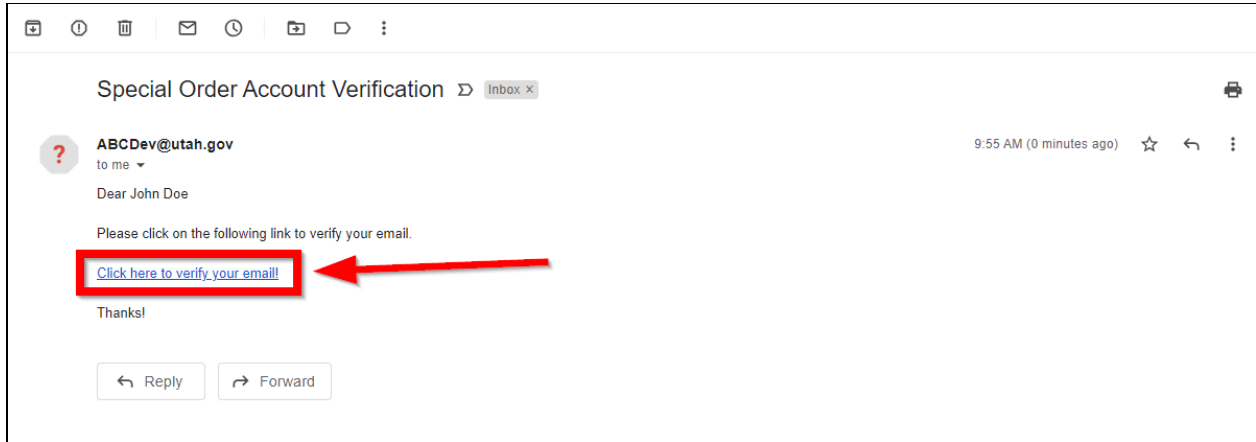 Special Order Account Verification Inbox ×
?
ABCDev@utah.gov 9:55 AM (0 minutes ago)
to me
Dear John Doe
Please click on the following link to verify your email.
Click here to verify your email!
Thanks!
Reply Forward